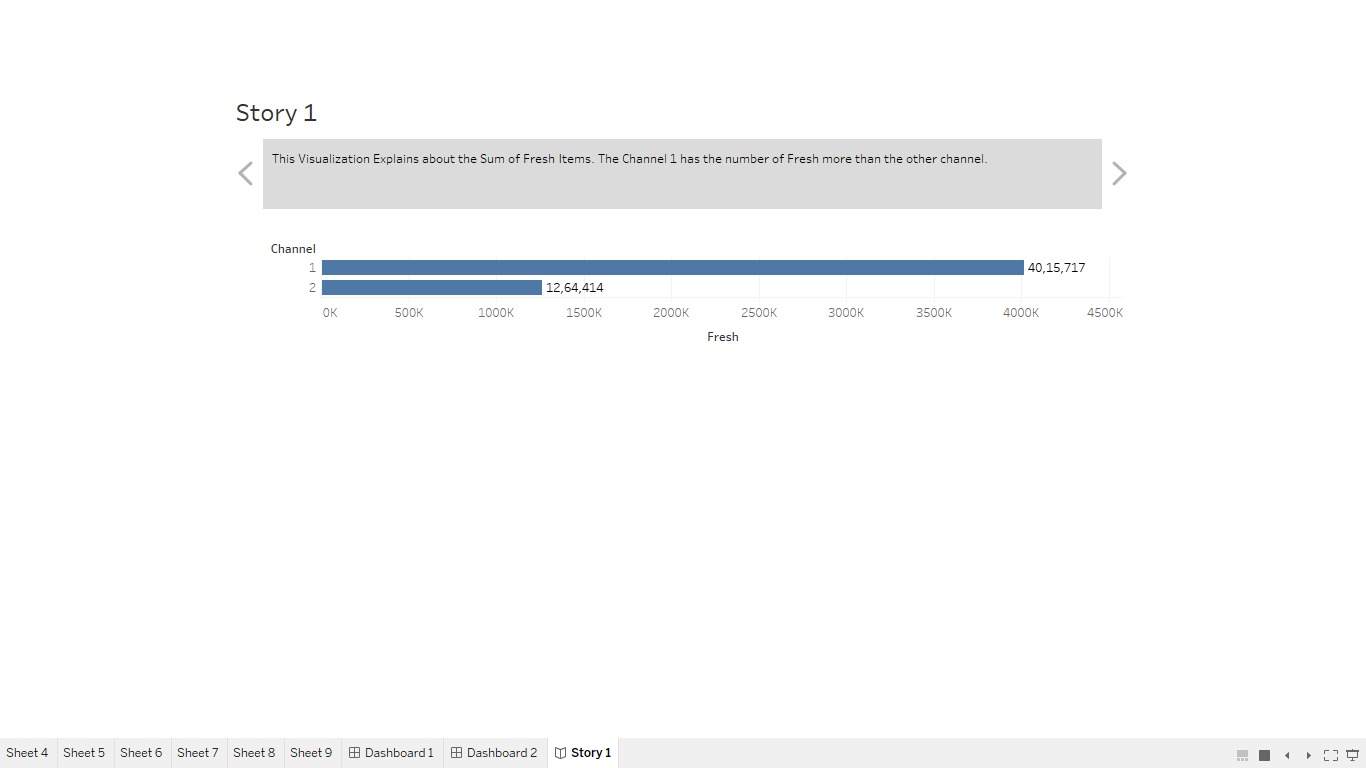 Story 1
This Visualization Explains about the Sum of Fresh Items. The Channel 1 has the number of Fresh more than the other channel.
Channel
1 40,15,717
2 12,64,414
0K 500K 1000K 1500K 2000K 2500K 3000K 3500K 4000K 4500K
Fresh
Sheet 4 Sheet 5 Sheet 6 Sheet 7 Sheet 8 Sheet 9 Dashboard 1 Dashboard 2 Story 1